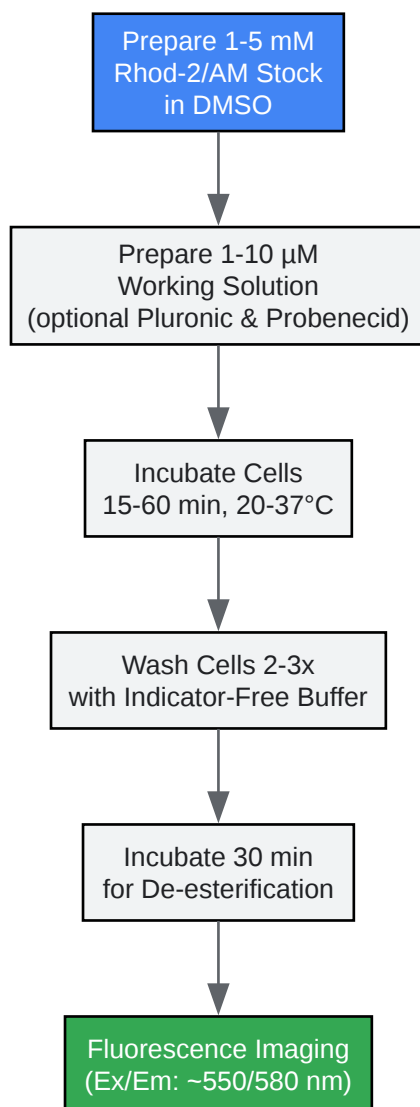 Prepare 1-5 mM
Rhod-2/AM Stock
in DMSO
Prepare 1-10 µM
Working Solution
(optional Pluronic & Probenecid)
Incubate Cells
15-60 min, 20-37°C
Wash Cells 2-3x
with Indicator-Free Buffer
Incubate 30 min
for De-esterification
Fluorescence Imaging
(Ex/Em: ~550/580 nm)